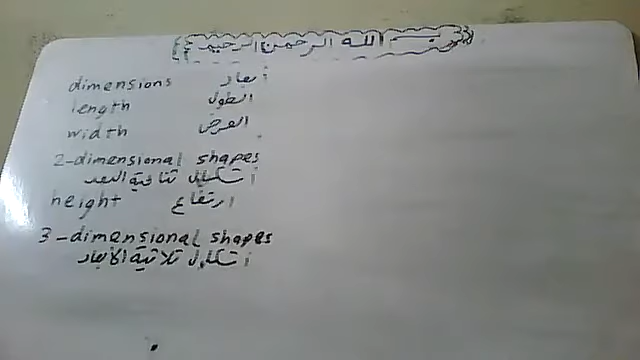 بسم الله الرحمن الرحيم
dimensions أبعاد
length الطول
width العرض
2-dimensional shapes
أشكال ثنائية البعد
height ارتفاع
3-dimensional shapes
أشكال ثلاثية الأبعاد